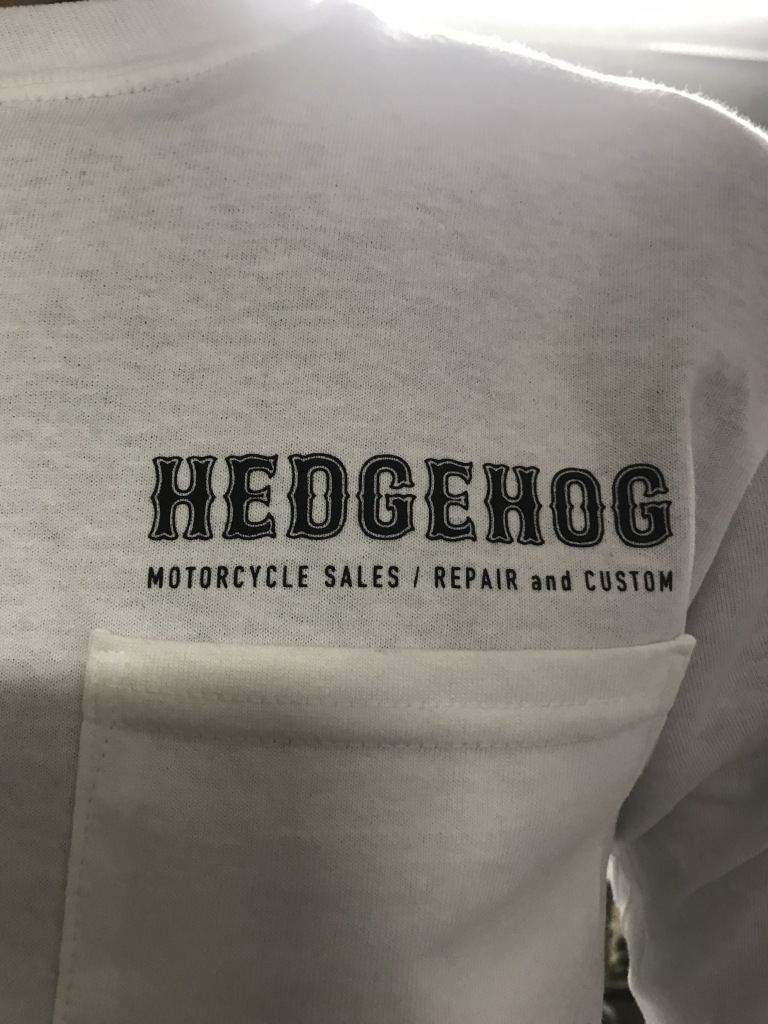 HEDGEHOG
MOTORCYCLE SALES / REPAIR and CUSTOM